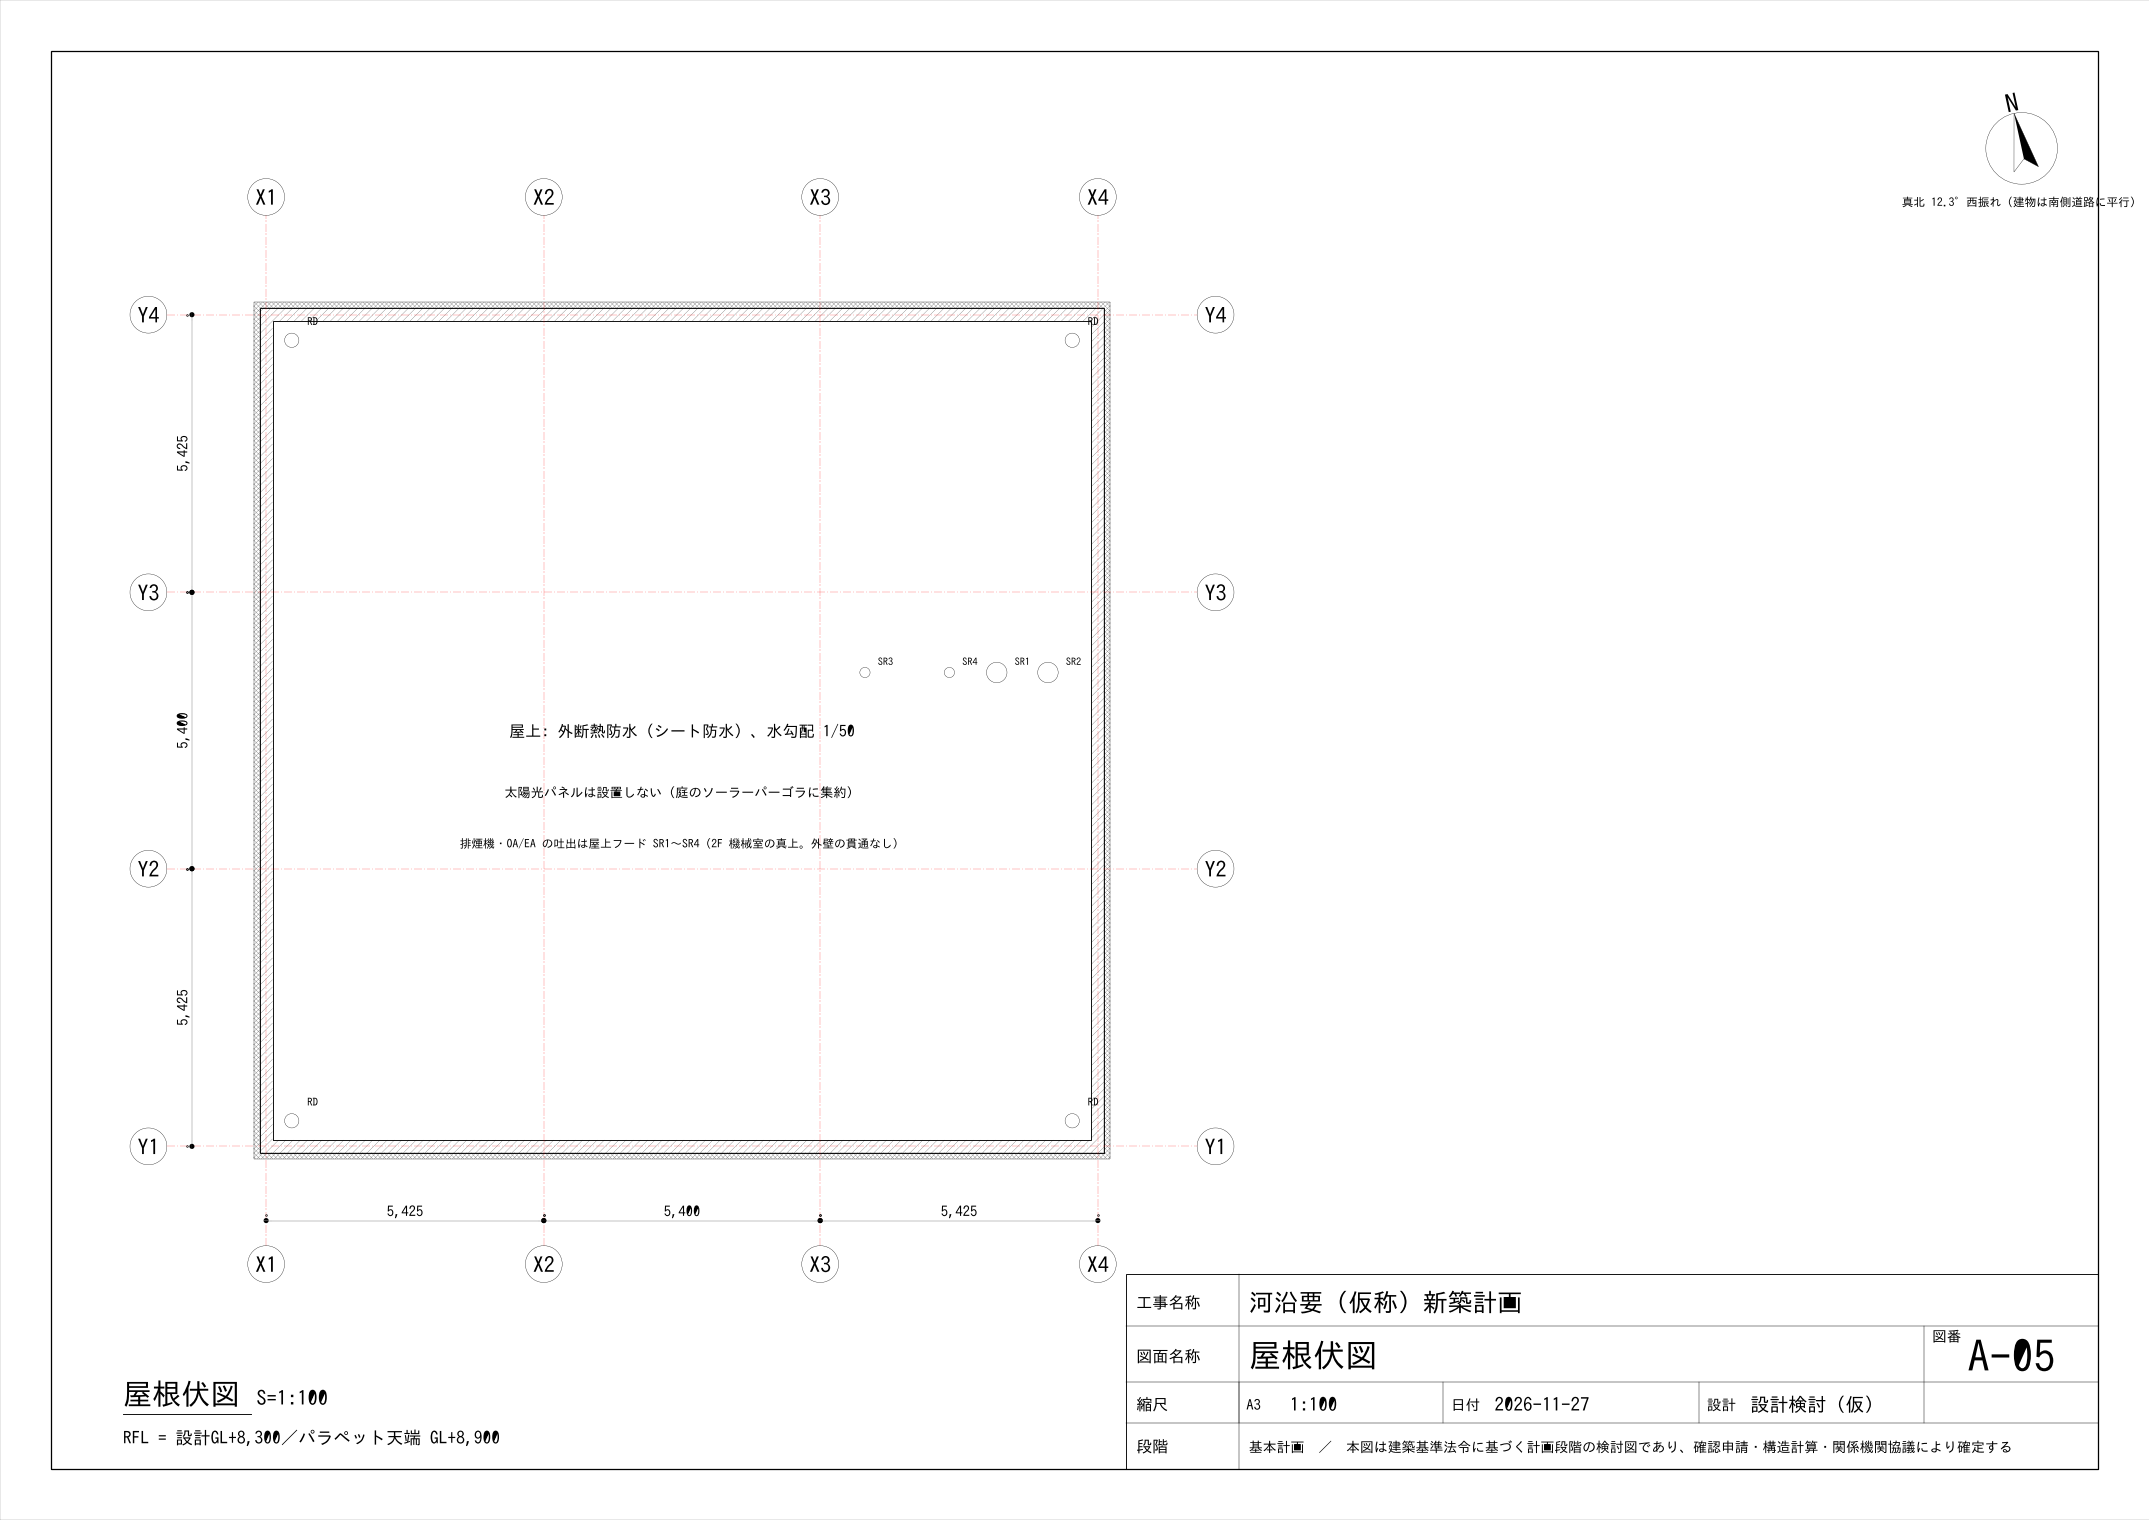 N
真北 12.3° 西振れ（建物は南側道路に平行）
X1 X2 X3 X4
Y4 Y4
RD RD
5,425
Y3 Y3
SR3 SR4 SR1 SR2
5,400
屋上: 外断熱防水（シート防水）、水勾配 1/50
太陽光パネルは設置しない（庭のソーラーパーゴラに集約）
排煙機・OA/EA の吐出は屋上フード SR1～SR4（2F 機械室の真上。外壁の貫通なし）
Y2 Y2
5,425
RD RD
Y1 Y1
5,425 5,400 5,425
X1 X2 X3 X4
工事名称 河沿要（仮称）新築計画
図面名称 屋根伏図 図番 A-05
縮尺 A3 1:100 日付 2026-11-27 設計 設計検討（仮）
段階 基本計画 ／ 本図は建築基準法令に基づく計画段階の検討図であり、確認申請・構造計算・関係機関協議により確定する
屋根伏図 S=1:100
RFL = 設計GL+8,300／パラペット天端 GL+8,900